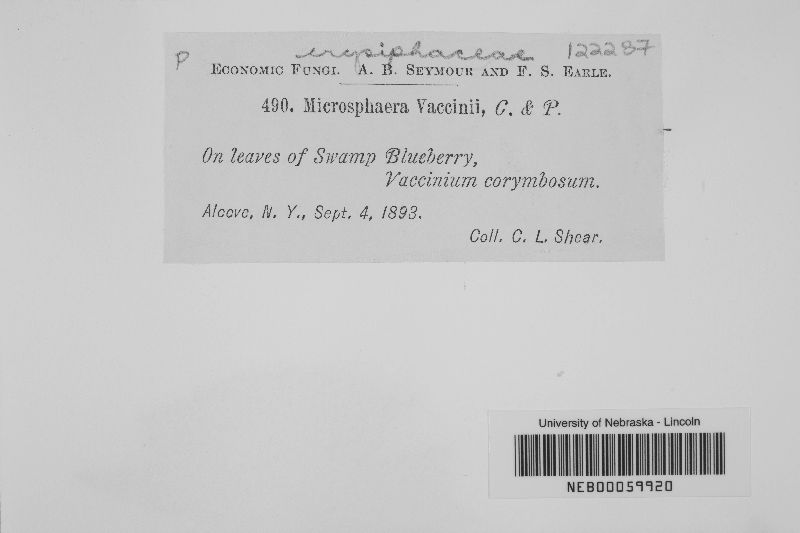 P erysiphaceae 122287
ECONOMIC FUNGI. A. B. SEYMOUR AND F. S. EARLE.
490. Microsphaera Vaccinii, C. & P.
On leaves of Swamp Blueberry,
Vaccinium corymbosum.
Alcove, N. Y., Sept. 4, 1893.
Coll. C. L. Shear.
University of Nebraska - Lincoln
NEB00059920